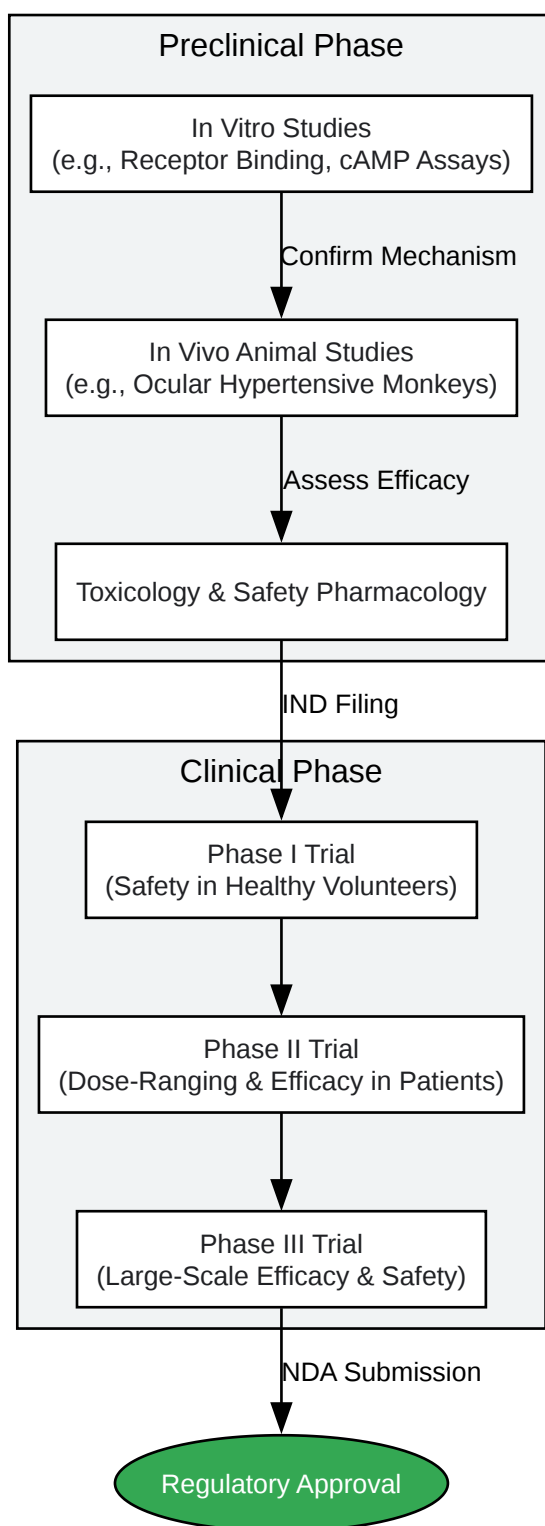 Preclinical Phase
In Vitro Studies
(e.g., Receptor Binding, cAMP Assays)
Confirm Mechanism
In Vivo Animal Studies
(e.g., Ocular Hypertensive Monkeys)
Assess Efficacy
Toxicology & Safety Pharmacology
IND Filing
Clinical Phase
Phase I Trial
(Safety in Healthy Volunteers)
Phase II Trial
(Dose-Ranging & Efficacy in Patients)
Phase III Trial
(Large-Scale Efficacy & Safety)
NDA Submission
Regulatory Approval